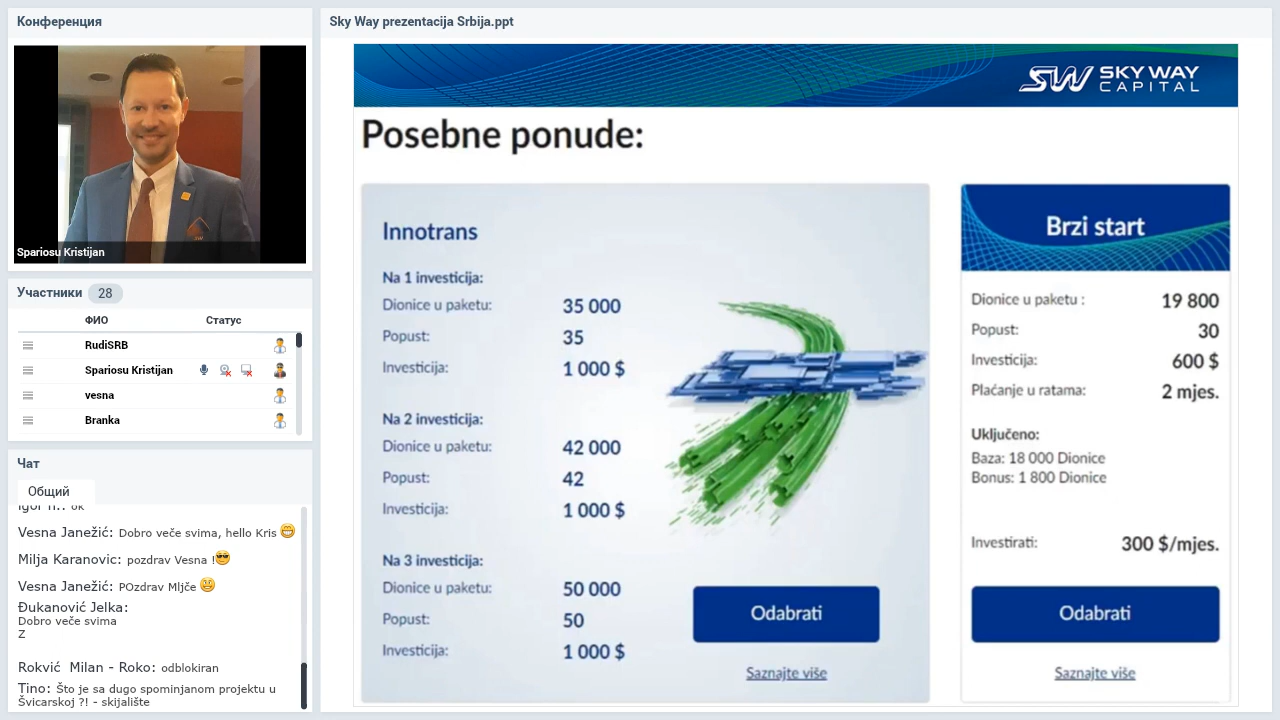 Конференция
Spariosu Kristijan
Участники 28
ФИО Статус
RudiSRB
Spariosu Kristijan
vesna
Branka
Чат
Общий
Vesna Janežić: Dobro veče svima, hello Kris
Milja Karanovic: pozdrav Vesna !
Vesna Janežić: POzdrav Mljče
Đukanović Jelka:
Dobro veče svima
Z
Rokvić Milan - Roko: odblokiran
Tino: Što je sa dugo spominjanom projektu u
Švicarskoj ?! - skijalište
Sky Way prezentacija Srbija.ppt
SW SKY WAY
CAPITAL
Posebne ponude:
Innotrans
Na 1 investicija:
Dionice u paketu: 35 000
Popust: 35
Investicija: 1 000 $
Na 2 investicija:
Dionice u paketu: 42 000
Popust: 42
Investicija: 1 000 $
Na 3 investicija:
Dionice u paketu: 50 000
Popust: 50
Investicija: 1 000 $
Odabrati
Saznajte više
Brzi start
Dionice u paketu : 19 800
Popust: 30
Investicija: 600 $
Plaćanje u ratama: 2 mjes.
Uključeno:
Baza: 18 000 Dionice
Bonus: 1 800 Dionice
Investirati: 300 $/mjes.
Odabrati
Saznajte više